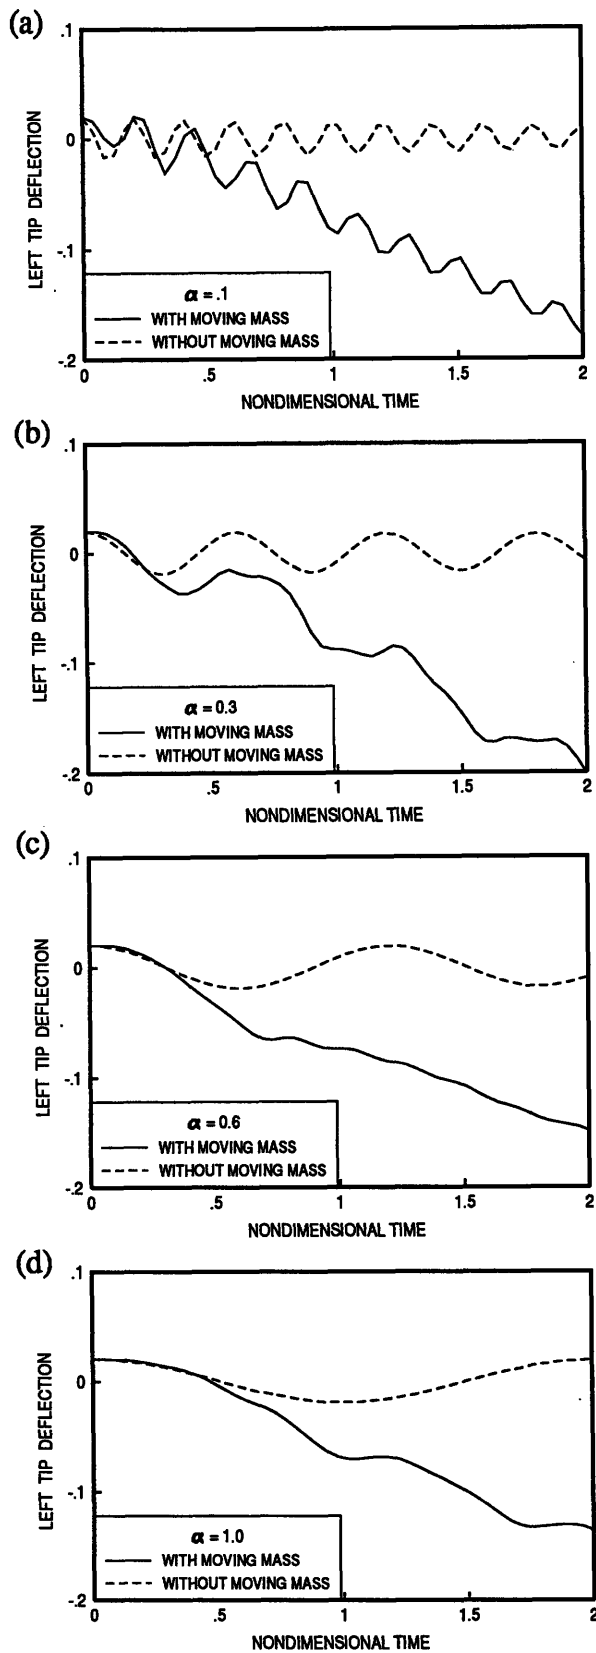 (a)
.1
0
-.1
-.2
LEFT TIP DEFLECTION
α = .1
WITH MOVING MASS
WITHOUT MOVING MASS
0 .5 1 1.5 2
NONDIMENSIONAL TIME
(b)
.1
0
-.1
-.2
LEFT TIP DEFLECTION
α = 0.3
WITH MOVING MASS
WITHOUT MOVING MASS
0 .5 1 1.5 2
NONDIMENSIONAL TIME
(c)
.1
0
-.1
-.2
LEFT TIP DEFLECTION
α = 0.6
WITH MOVING MASS
WITHOUT MOVING MASS
0 .5 1 1.5 2
NONDIMENSIONAL TIME
(d)
.1
0
-.1
-.2
LEFT TIP DEFLECTION
α = 1.0
WITH MOVING MASS
WITHOUT MOVING MASS
0 .5 1 1.5 2
NONDIMENSIONAL TIME